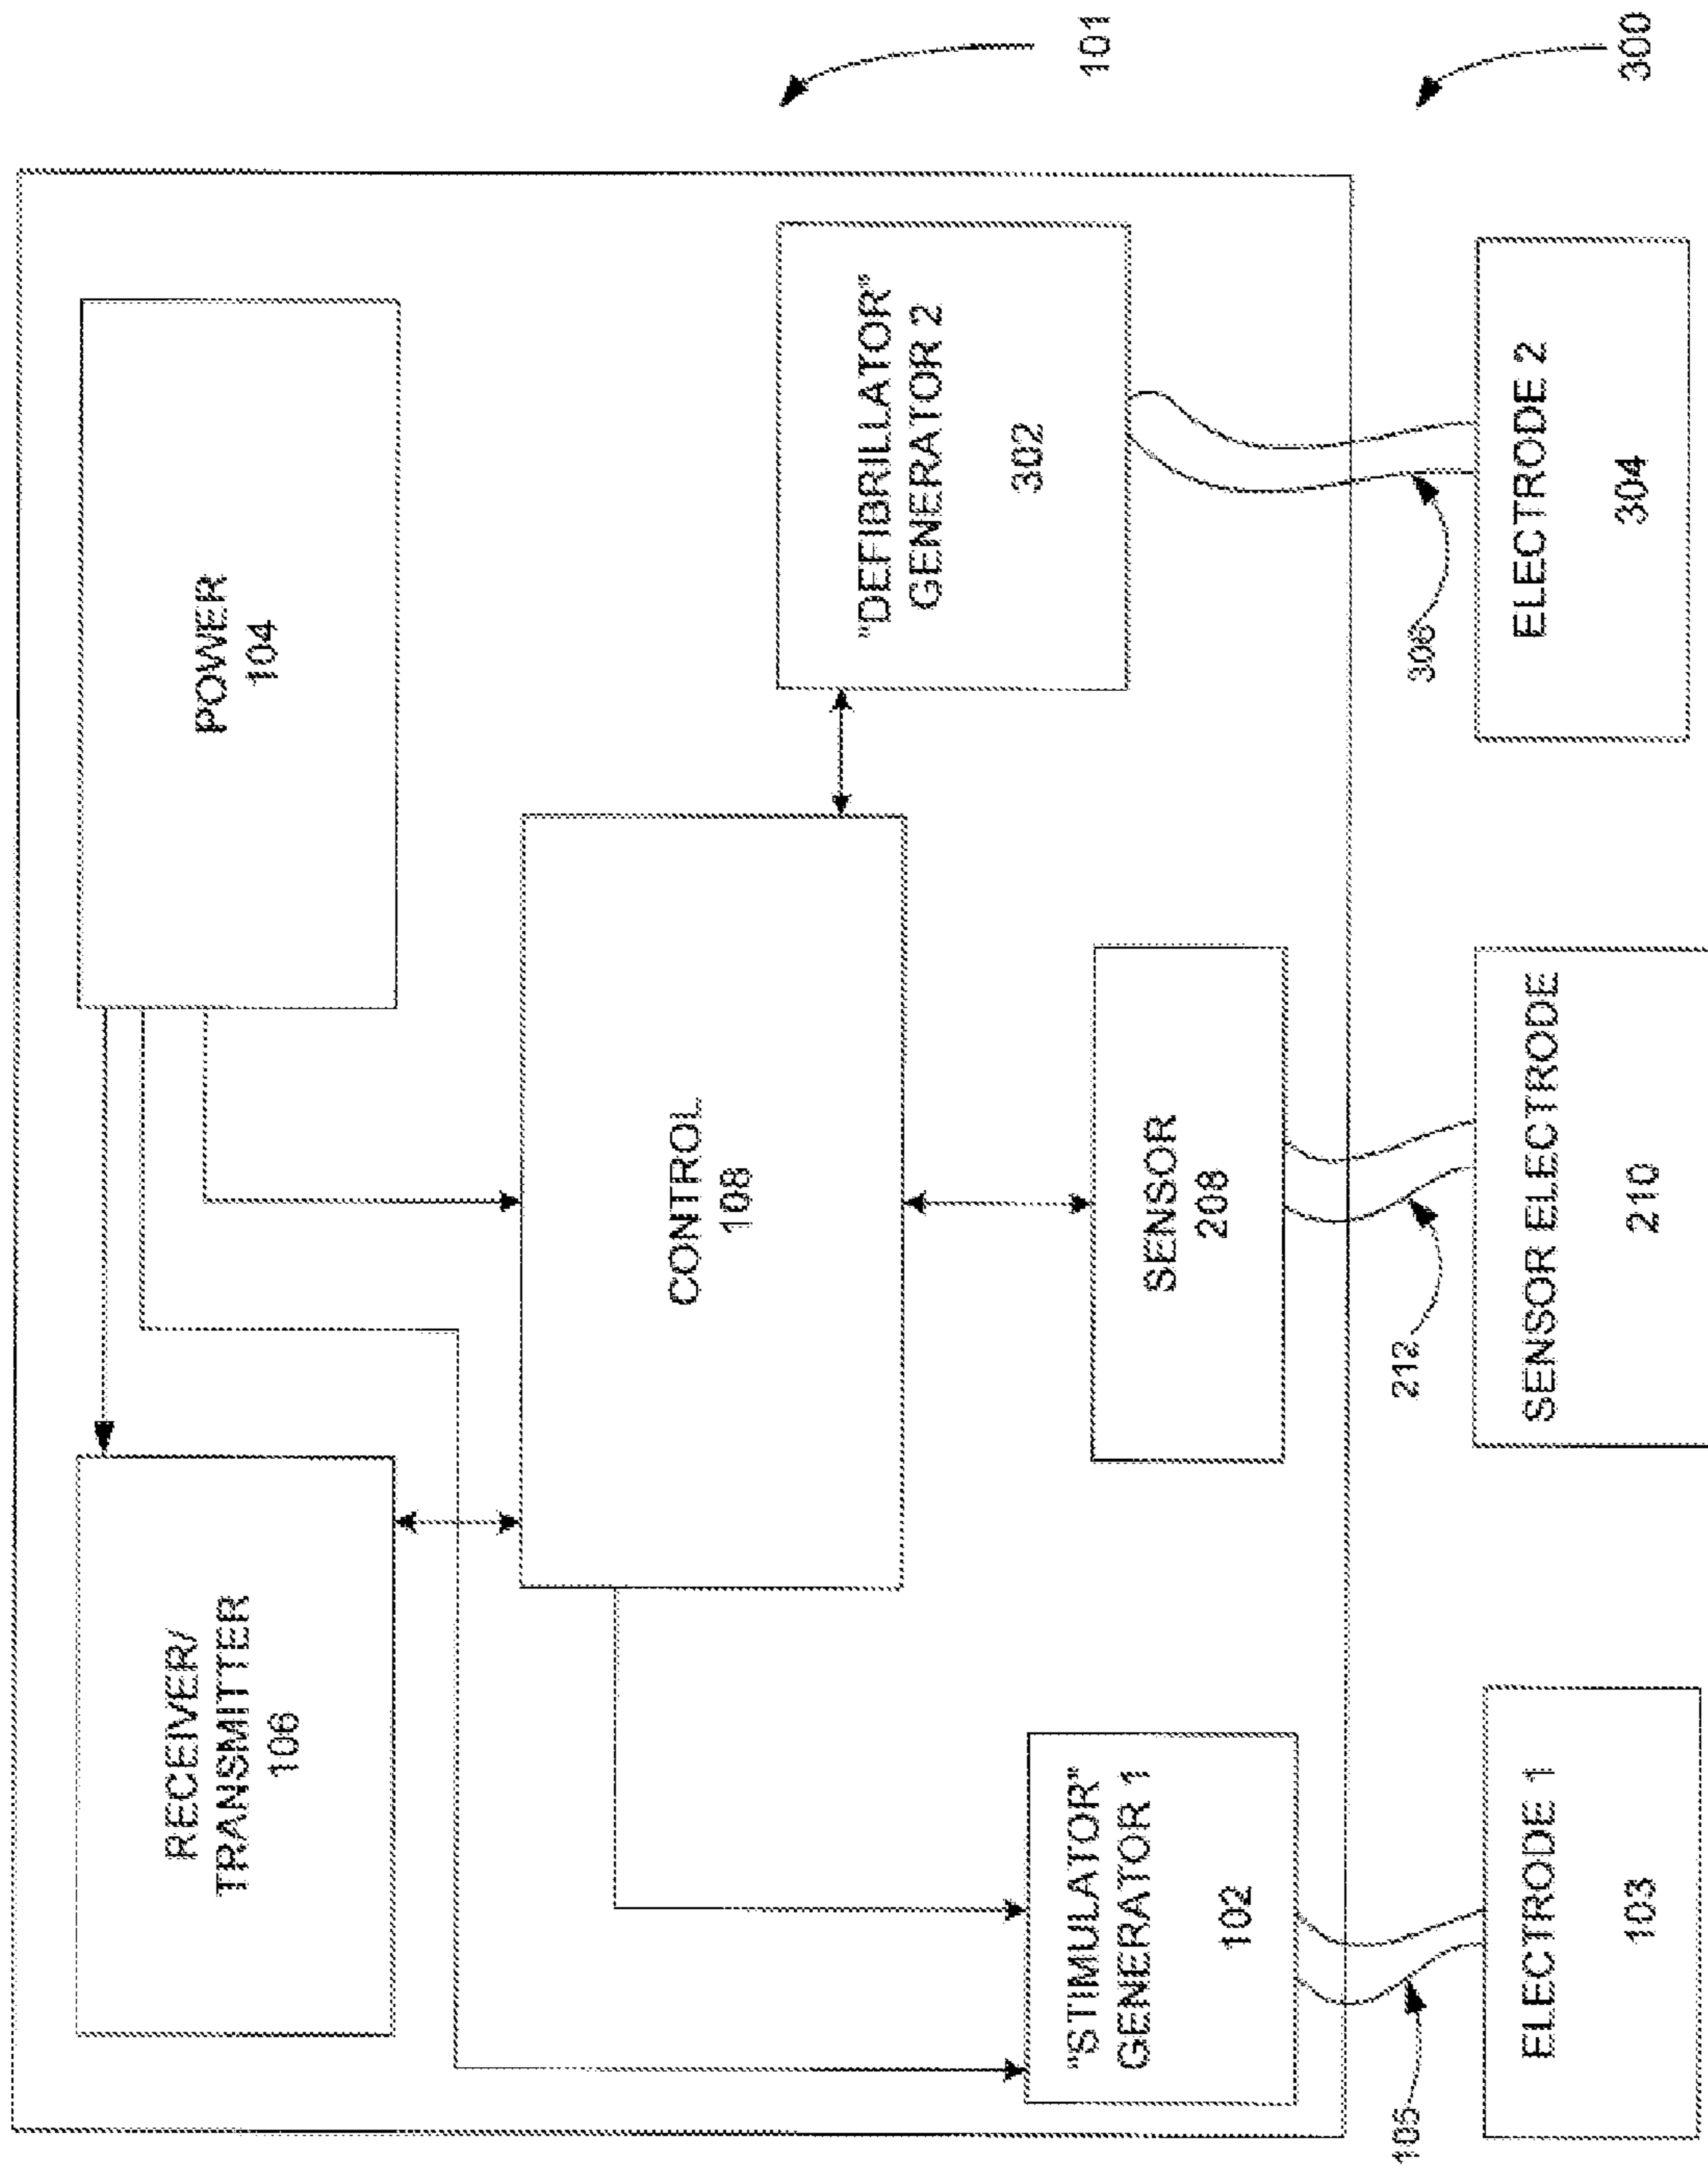 RECEIVER/
TRANSMITTER
106
POWER
104
CONTROL
108
"STIMULATOR"
GENERATOR 1
102
SENSOR
208
"DEFIBRILLATOR"
GENERATOR 2
302
101
105
212
306
300
ELECTRODE 1
103
SENSOR ELECTRODE
210
ELECTRODE 2
304